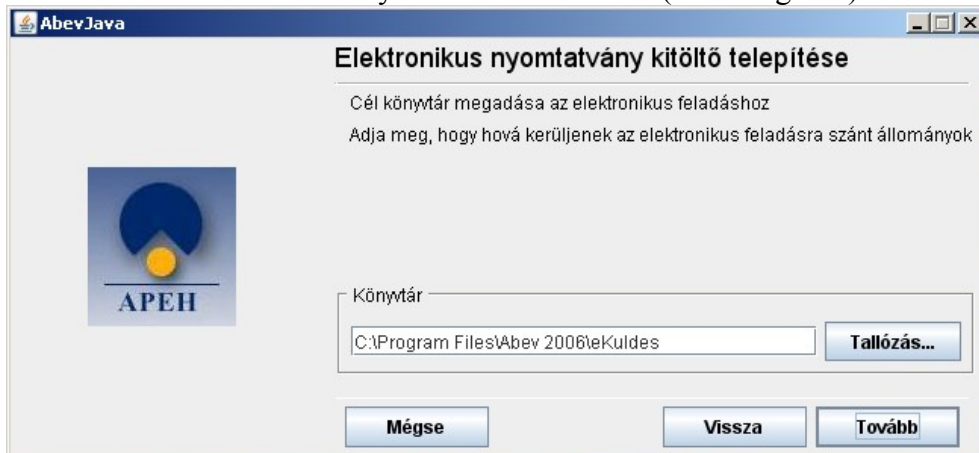 AbevJava
Elektronikus nyomtatvány kitöltő telepítése
Cél könyvtár megadása az elektronikus feladáshoz
Adja meg, hogy hová kerüljenek az elektronikus feladásra szánt állományok
APEH
Könyvtár
C:\Program Files\Abev 2006\eKuldes
Tallózás...
Mégse
Vissza
Tovább